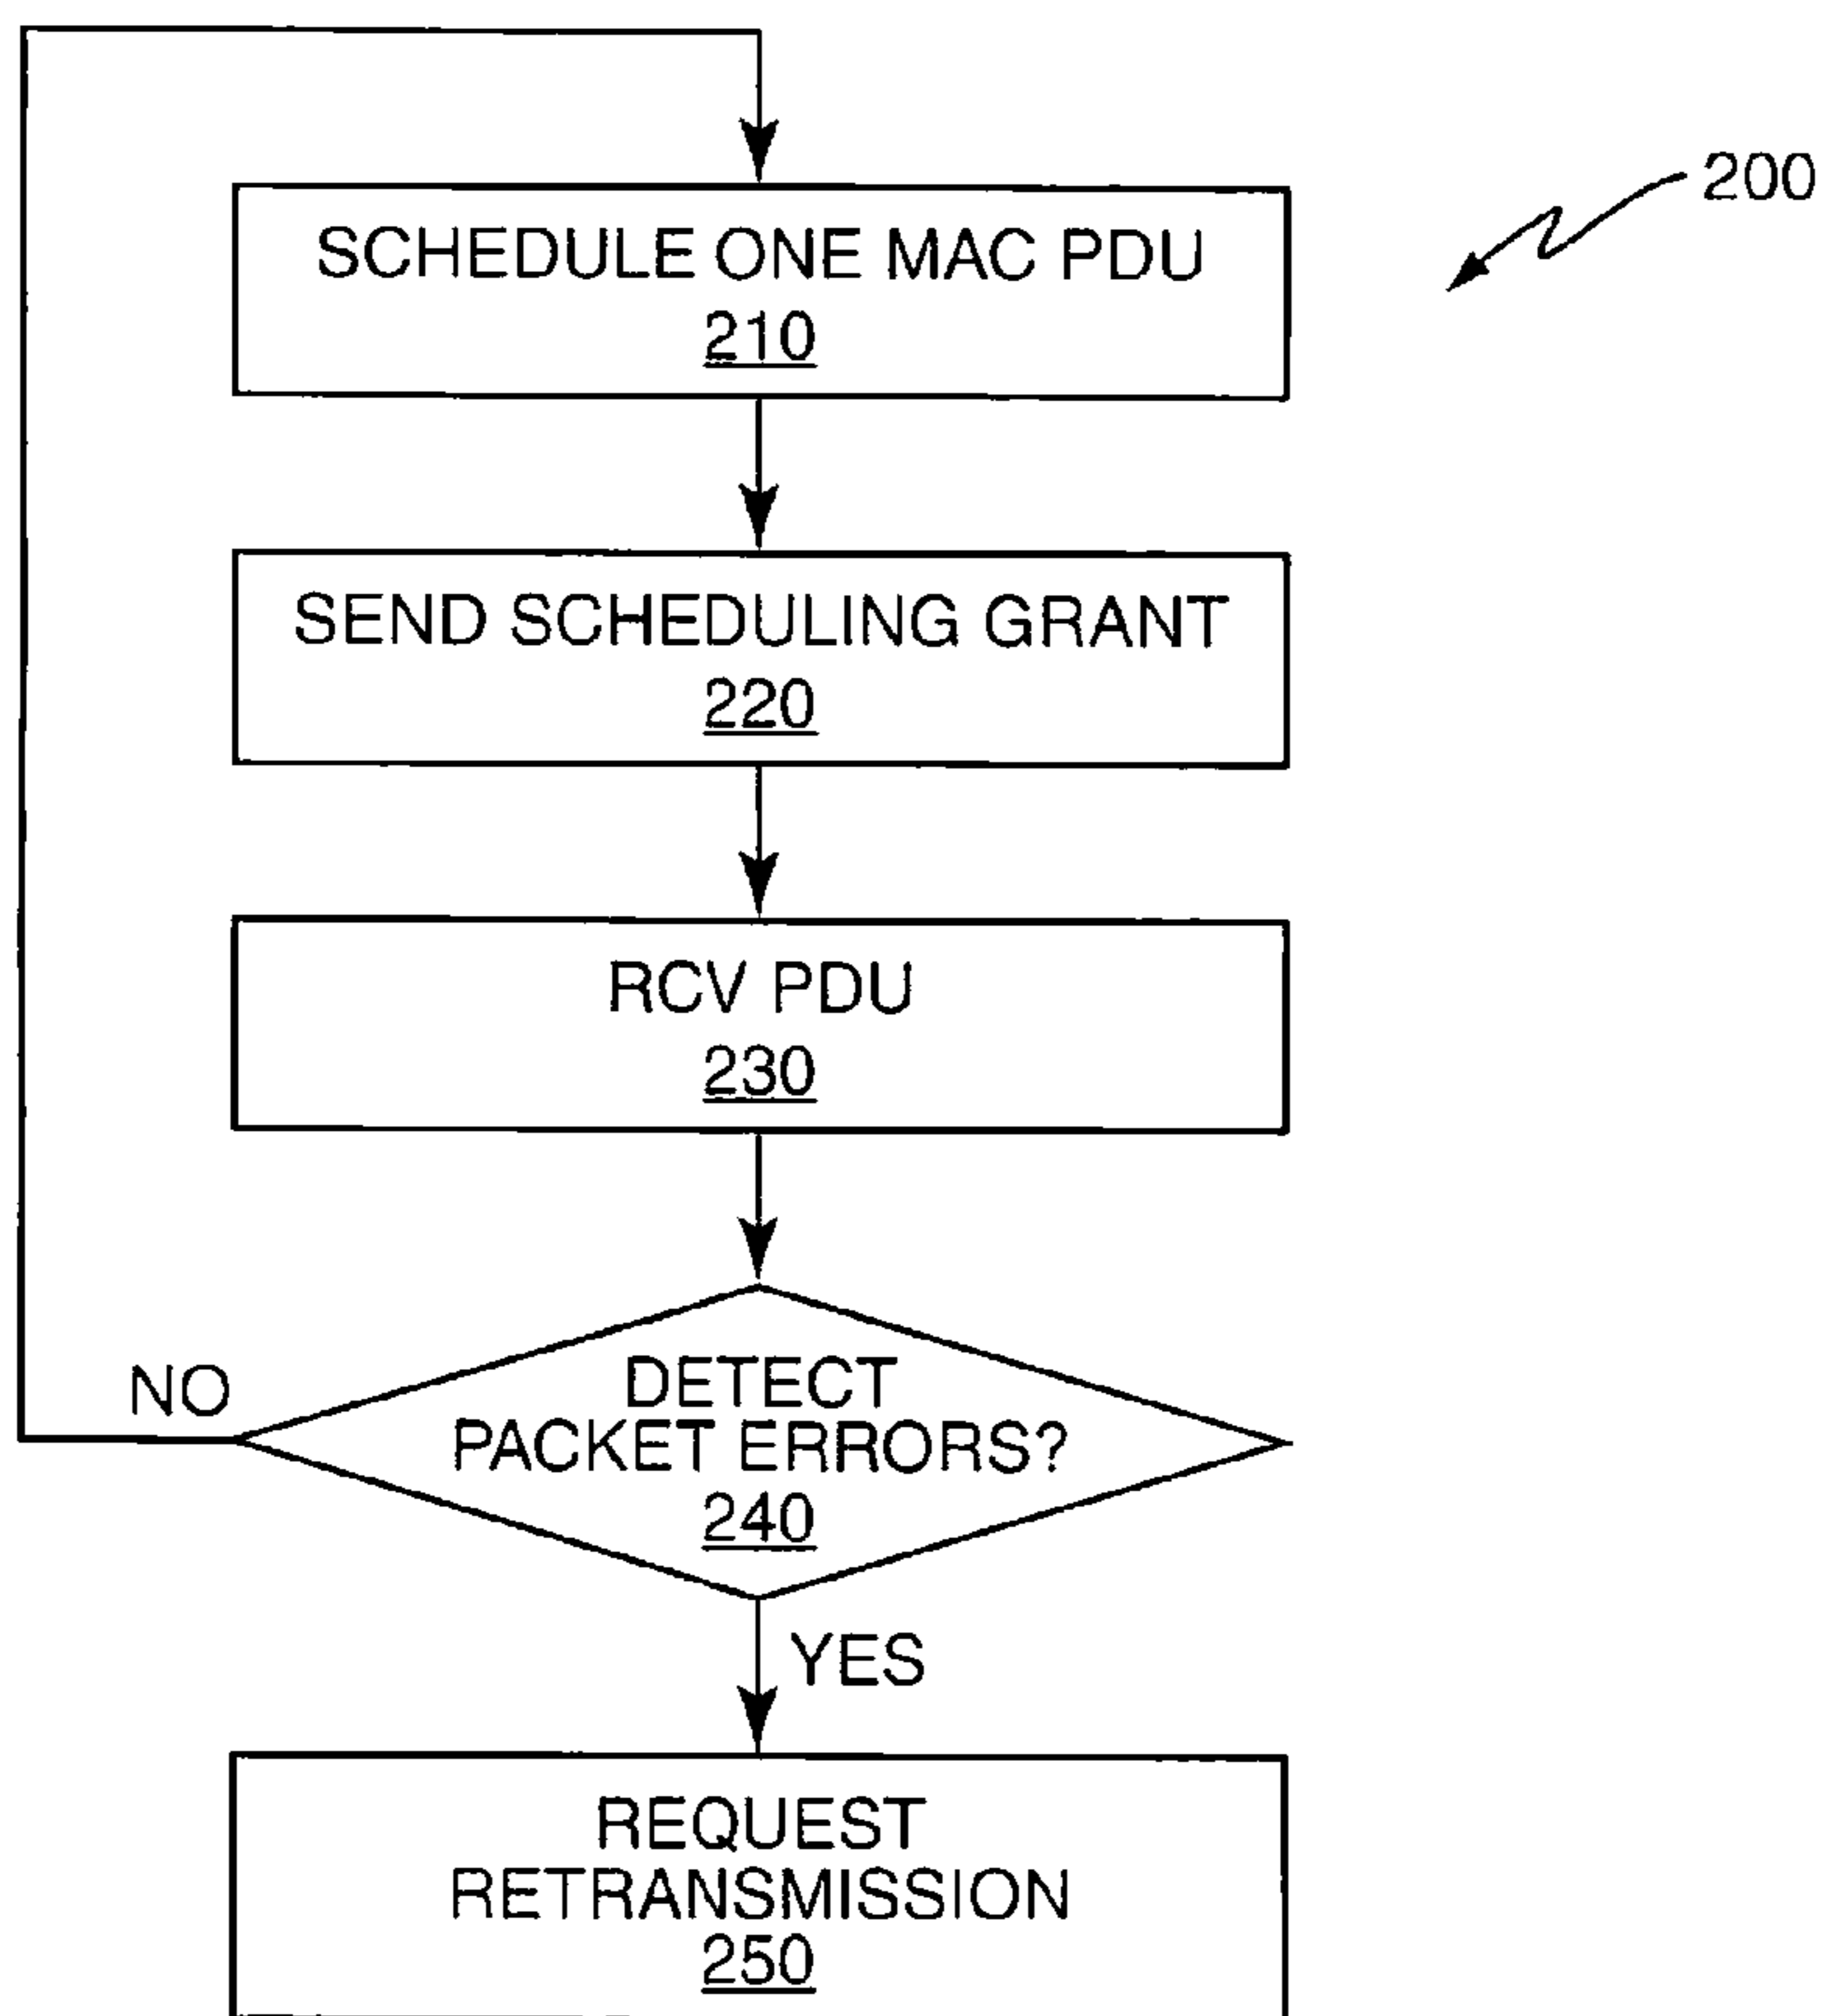 200
SCHEDULE ONE MAC PDU
210
SEND SCHEDULING GRANT
220
RCV PDU
230
NO
DETECT
PACKET ERRORS?
240
YES
REQUEST
RETRANSMISSION
250